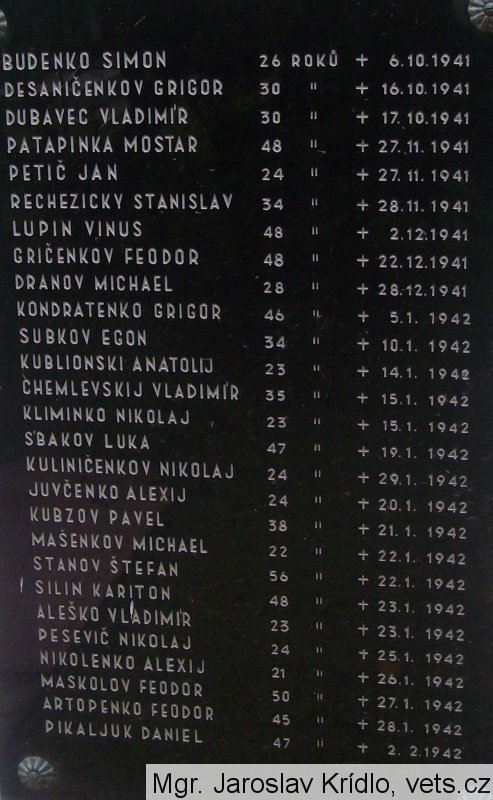 BUDENKO SIMON 26 ROKŮ + 6.10.1941
DESANIČENKOV GRIGOR 30 " + 16.10.1941
DUBAVEC VLADIMÍR 30 " + 17.10.1941
PATAPINKA MOSTAR 48 " + 27.11.1941
PETIČ JAN 24 " + 27.11.1941
RECHEZICKY STANISLAV 34 " + 28.11.1941
LUPIN VINUS 48 " + 2.12.1941
GRIČENKOV FEODOR 48 " + 22.12.1941
DRANOV MICHAEL 28 " + 28.12.1941
KONDRATENKO GRIGOR 46 " + 5.1. 1942
SUBKOV EGON 34 " + 10.1. 1942
KUBLIONSKI ANATOLIJ 23 " + 14.1. 1942
CHEMLEVSKIJ VLADIMÍR 35 " + 15.1. 1942
KLIMINKO NIKOLAJ 23 " + 15.1. 1942
SBAKOV LUKA 47 " + 19.1. 1942
KULINIČENKOV NIKOLAJ 24 " + 29.1. 1942
JUVČENKO ALEXIJ 24 " + 20.1. 1942
KUBZOV PAVEL 38 " + 21.1. 1942
MAŠENKOV MICHAEL 22 " + 22.1. 1942
STANOV ŠTEFAN 56 " + 22.1. 1942
SILIN KARITON 48 " + 23.1. 1942
ALEŠKO VLADIMÍR 23 " + 23.1. 1942
PESEVIČ NIKOLAJ 24 " + 25.1. 1942
NIKOLENKO ALEXIJ 21 " + 26.1. 1942
MASKOLOV FEODOR 50 " + 27.1. 1942
ARTOPENKO FEODOR 45 " + 28.1. 1942
PIKALJUK DANIEL 47 " + 2. 2.1942
Mgr. Jaroslav Krídlo, vets.cz